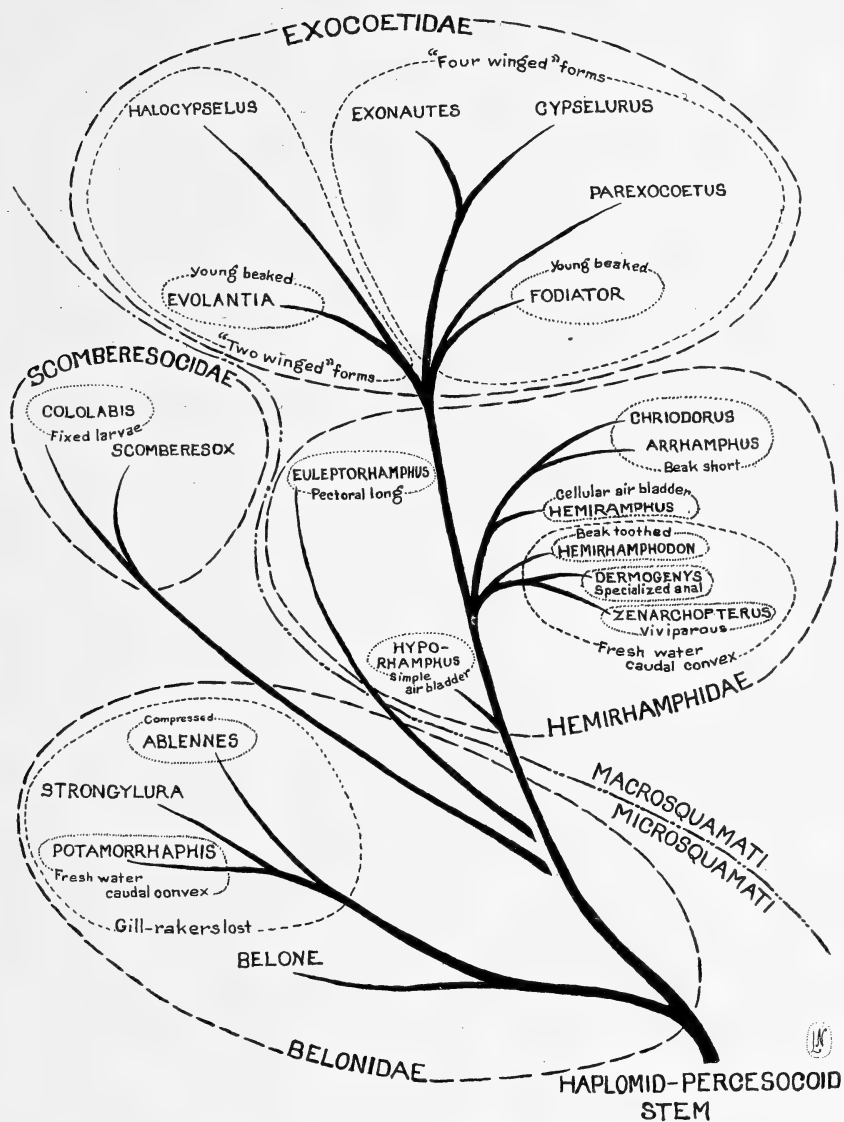 EXOCOETIDAE
"Four winged" forms
HALOCYPSELUS
EXONAUTES
CYPSELURUS
PAREXOCOETUS
Young beaked
EVOLANTIA
Young beaked
FODIATOR
"Two winged" forms
SCOMBERESOCIDAE
COLOLABIS
Fixed larvae
SCOMBERESOX
EULEPTORHAMPHUS
Pectoral long
CHRIODORUS
ARRHAMPHUS
Beak short
Cellular air bladder
HEMIRAMPHUS
Beak toothed
HEMIRHAMPHODON
DERMOGENYS
Specialized anal
ZENARCHOPTERUS
Viviparous
Fresh water
caudal convex
HYPO-
RHAMPHUS
Simple
air bladder
HEMIRHAMPHIDAE
MACROSQUAMATI
MICROSQUAMATI
Compressed
ABLENNES
STRONGYLURA
POTAMORRHAPHIS
Fresh water
caudal convex
Gill-rakers lost
BELONE
BELONIDAE
LN
HAPLOMID-PERCESOCOID
STEM